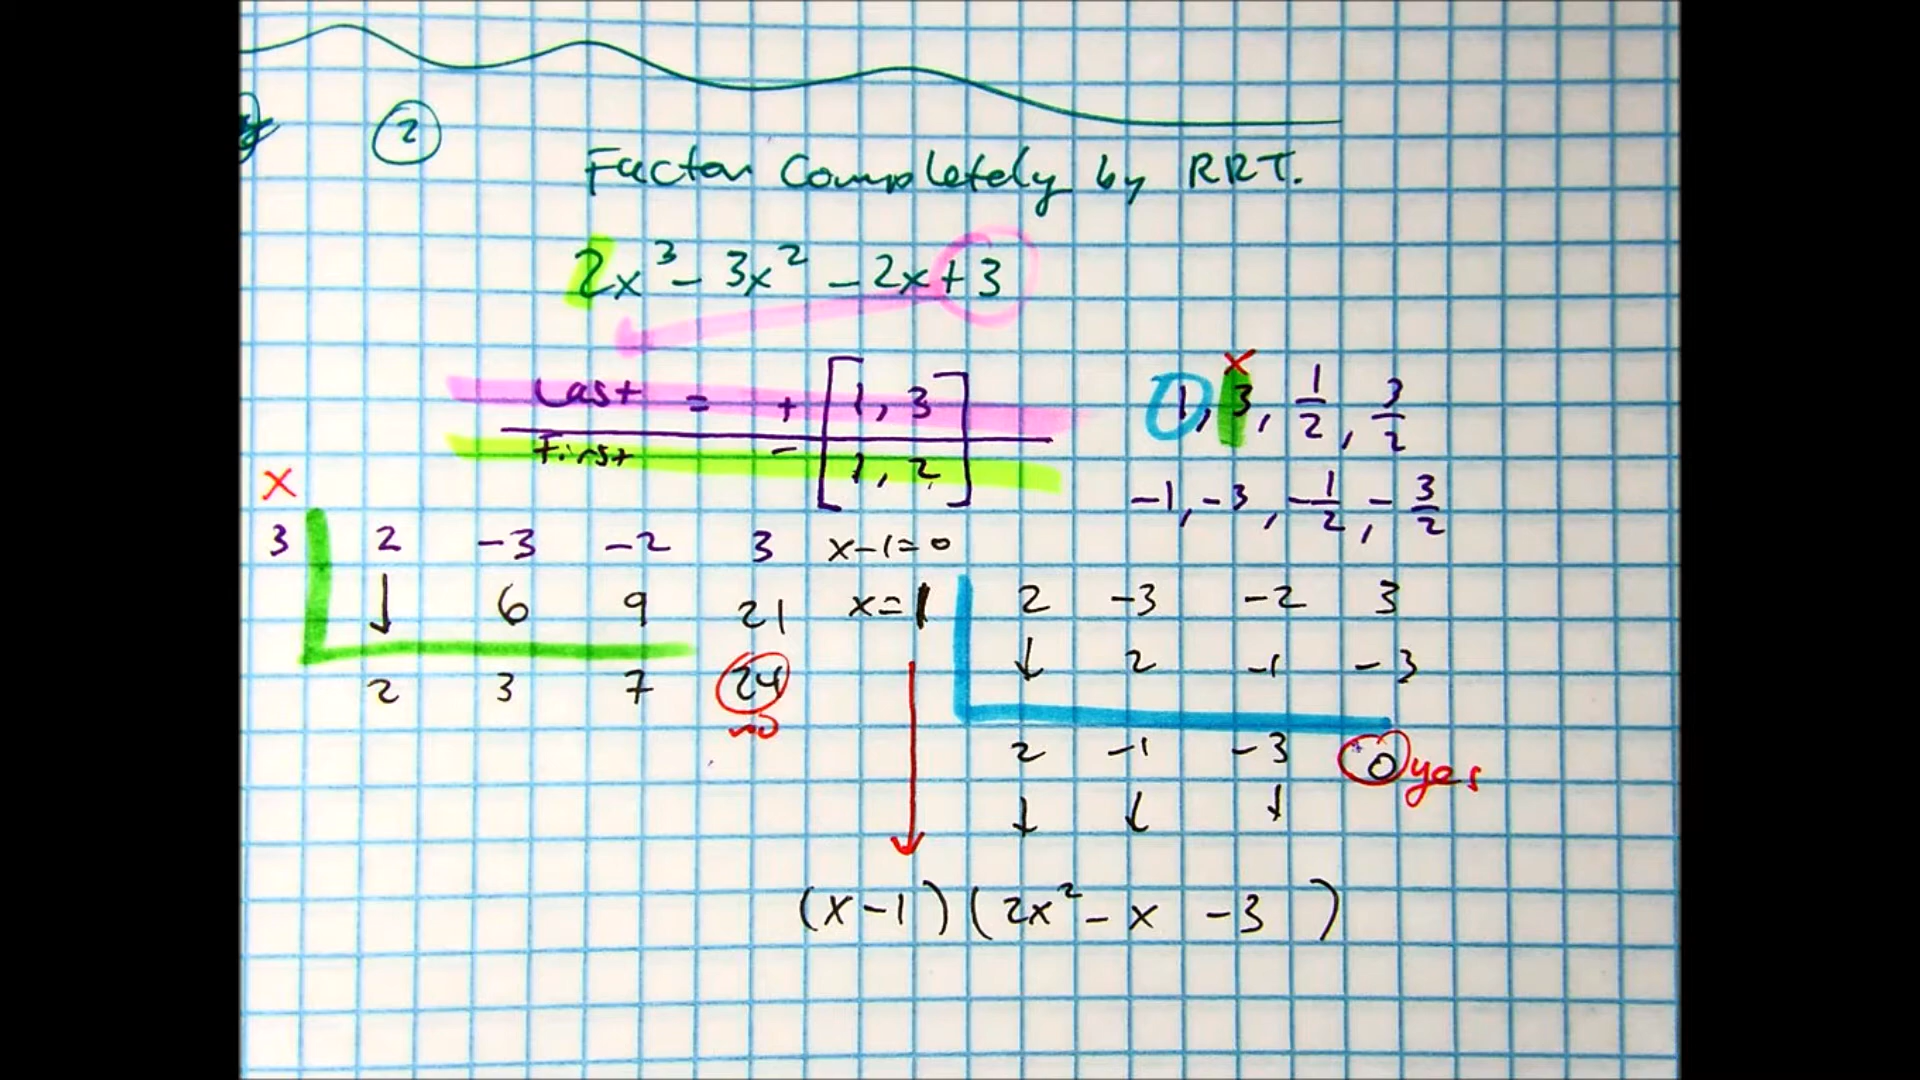 ②
Factor Completely by RRT.
2x³ - 3x² - 2x + 3
Last = + 1, 3
First - 1, 2
x
1, 3, 1/2, 3/2
-1, -3, -1/2, -3/2
x
3 2 -3 -2 3
↓ 6 9 21
2 3 7 24
no
x-1=0
x=1 2 -3 -2 3
↓ 2 -1 -3
2 -1 -3 0 yes
↓ ↓ ↓
(x-1)(2x² - x - 3)